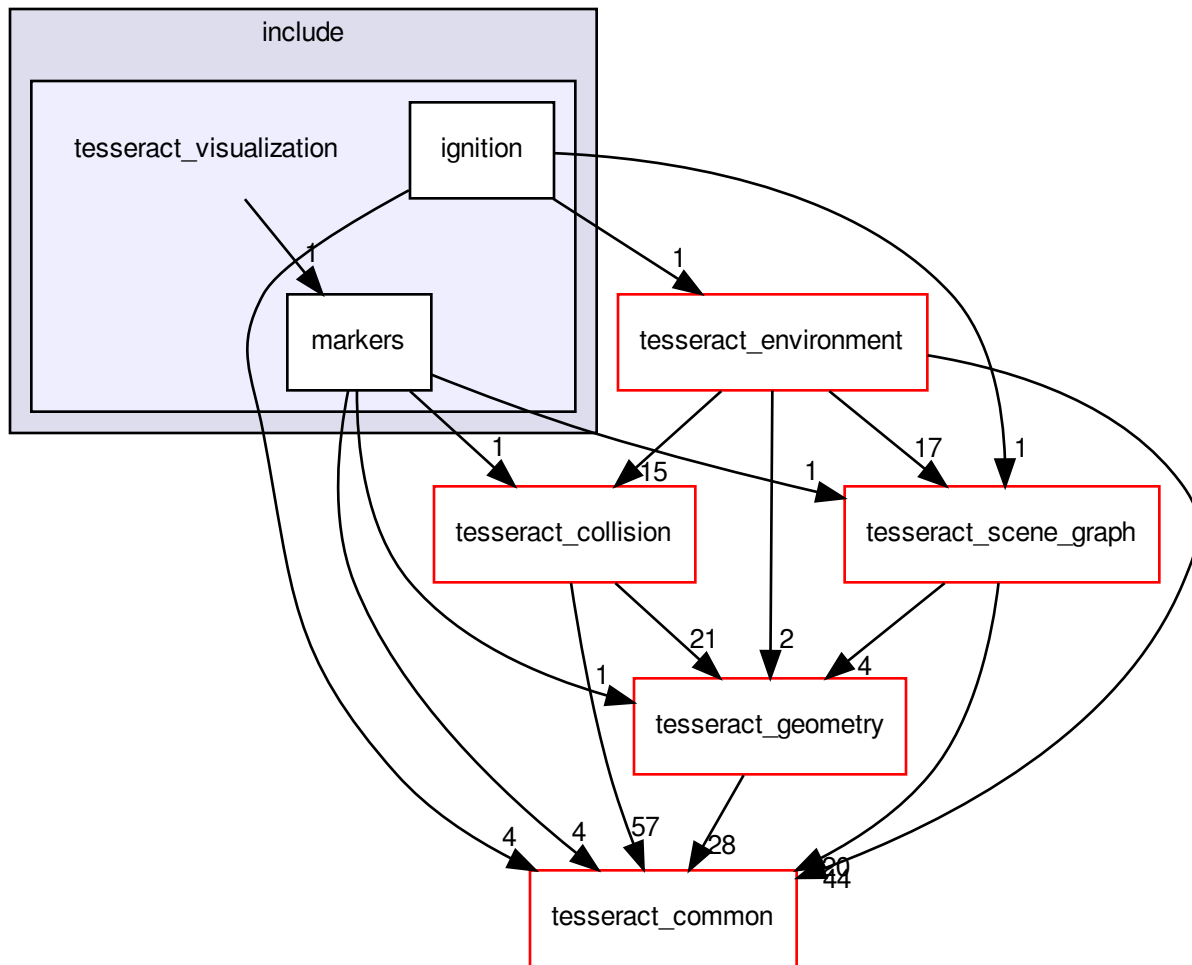 include
tesseract_visualization
ignition
1
1
markers
tesseract_environment
1
15
17
1
1
tesseract_collision
tesseract_scene_graph
21
2
4
1
tesseract_geometry
4
4
57
28
20
44
tesseract_common